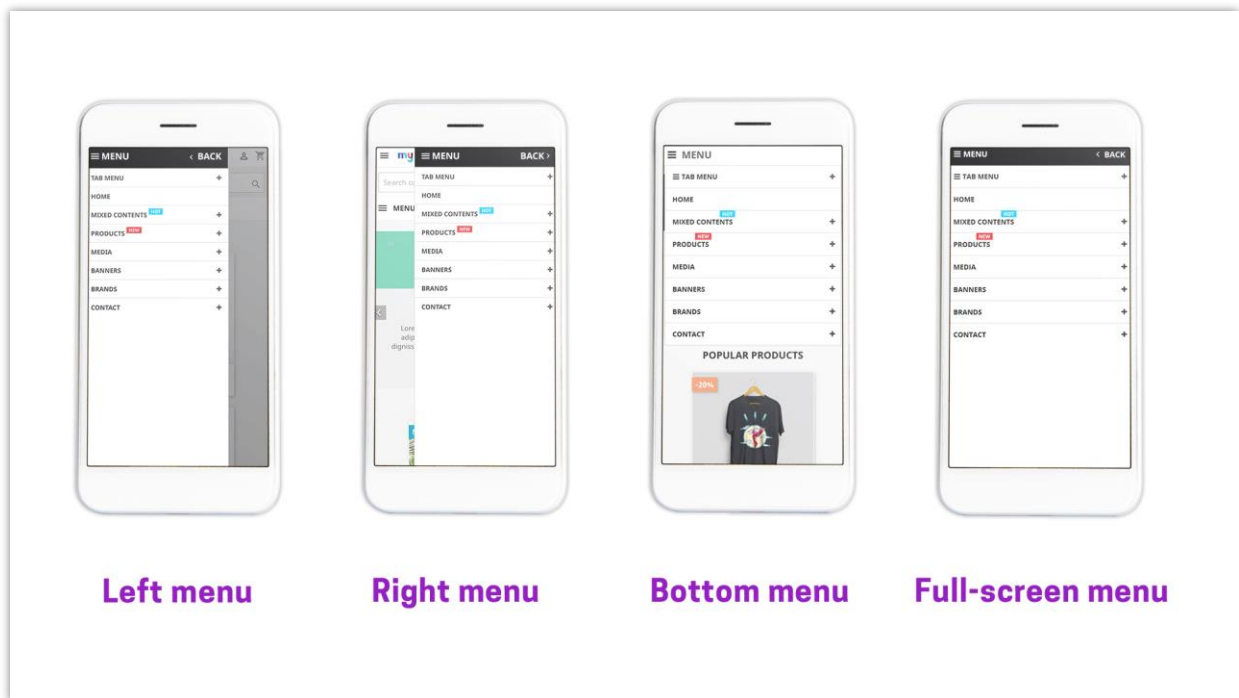 ≡ MENU ‹ BACK
TAB MENU +
HOME
MIXED CONTENTS HOT +
PRODUCTS NEW +
MEDIA +
BANNERS +
BRANDS +
CONTACT +
my
Search
MENU
Lore
adip
digniss
≡ MENU BACK ›
TAB MENU +
HOME
MIXED CONTENTS HOT +
PRODUCTS NEW +
MEDIA +
BANNERS +
BRANDS +
CONTACT +
≡ MENU
≡ TAB MENU +
HOME
HOT
MIXED CONTENTS +
NEW
PRODUCTS +
MEDIA +
BANNERS +
BRANDS +
CONTACT +
POPULAR PRODUCTS
-20%
≡ MENU ‹ BACK
≡ TAB MENU +
HOME
HOT
MIXED CONTENTS +
NEW
PRODUCTS +
MEDIA +
BANNERS +
BRANDS +
CONTACT +
Left menu
Right menu
Bottom menu
Full-screen menu